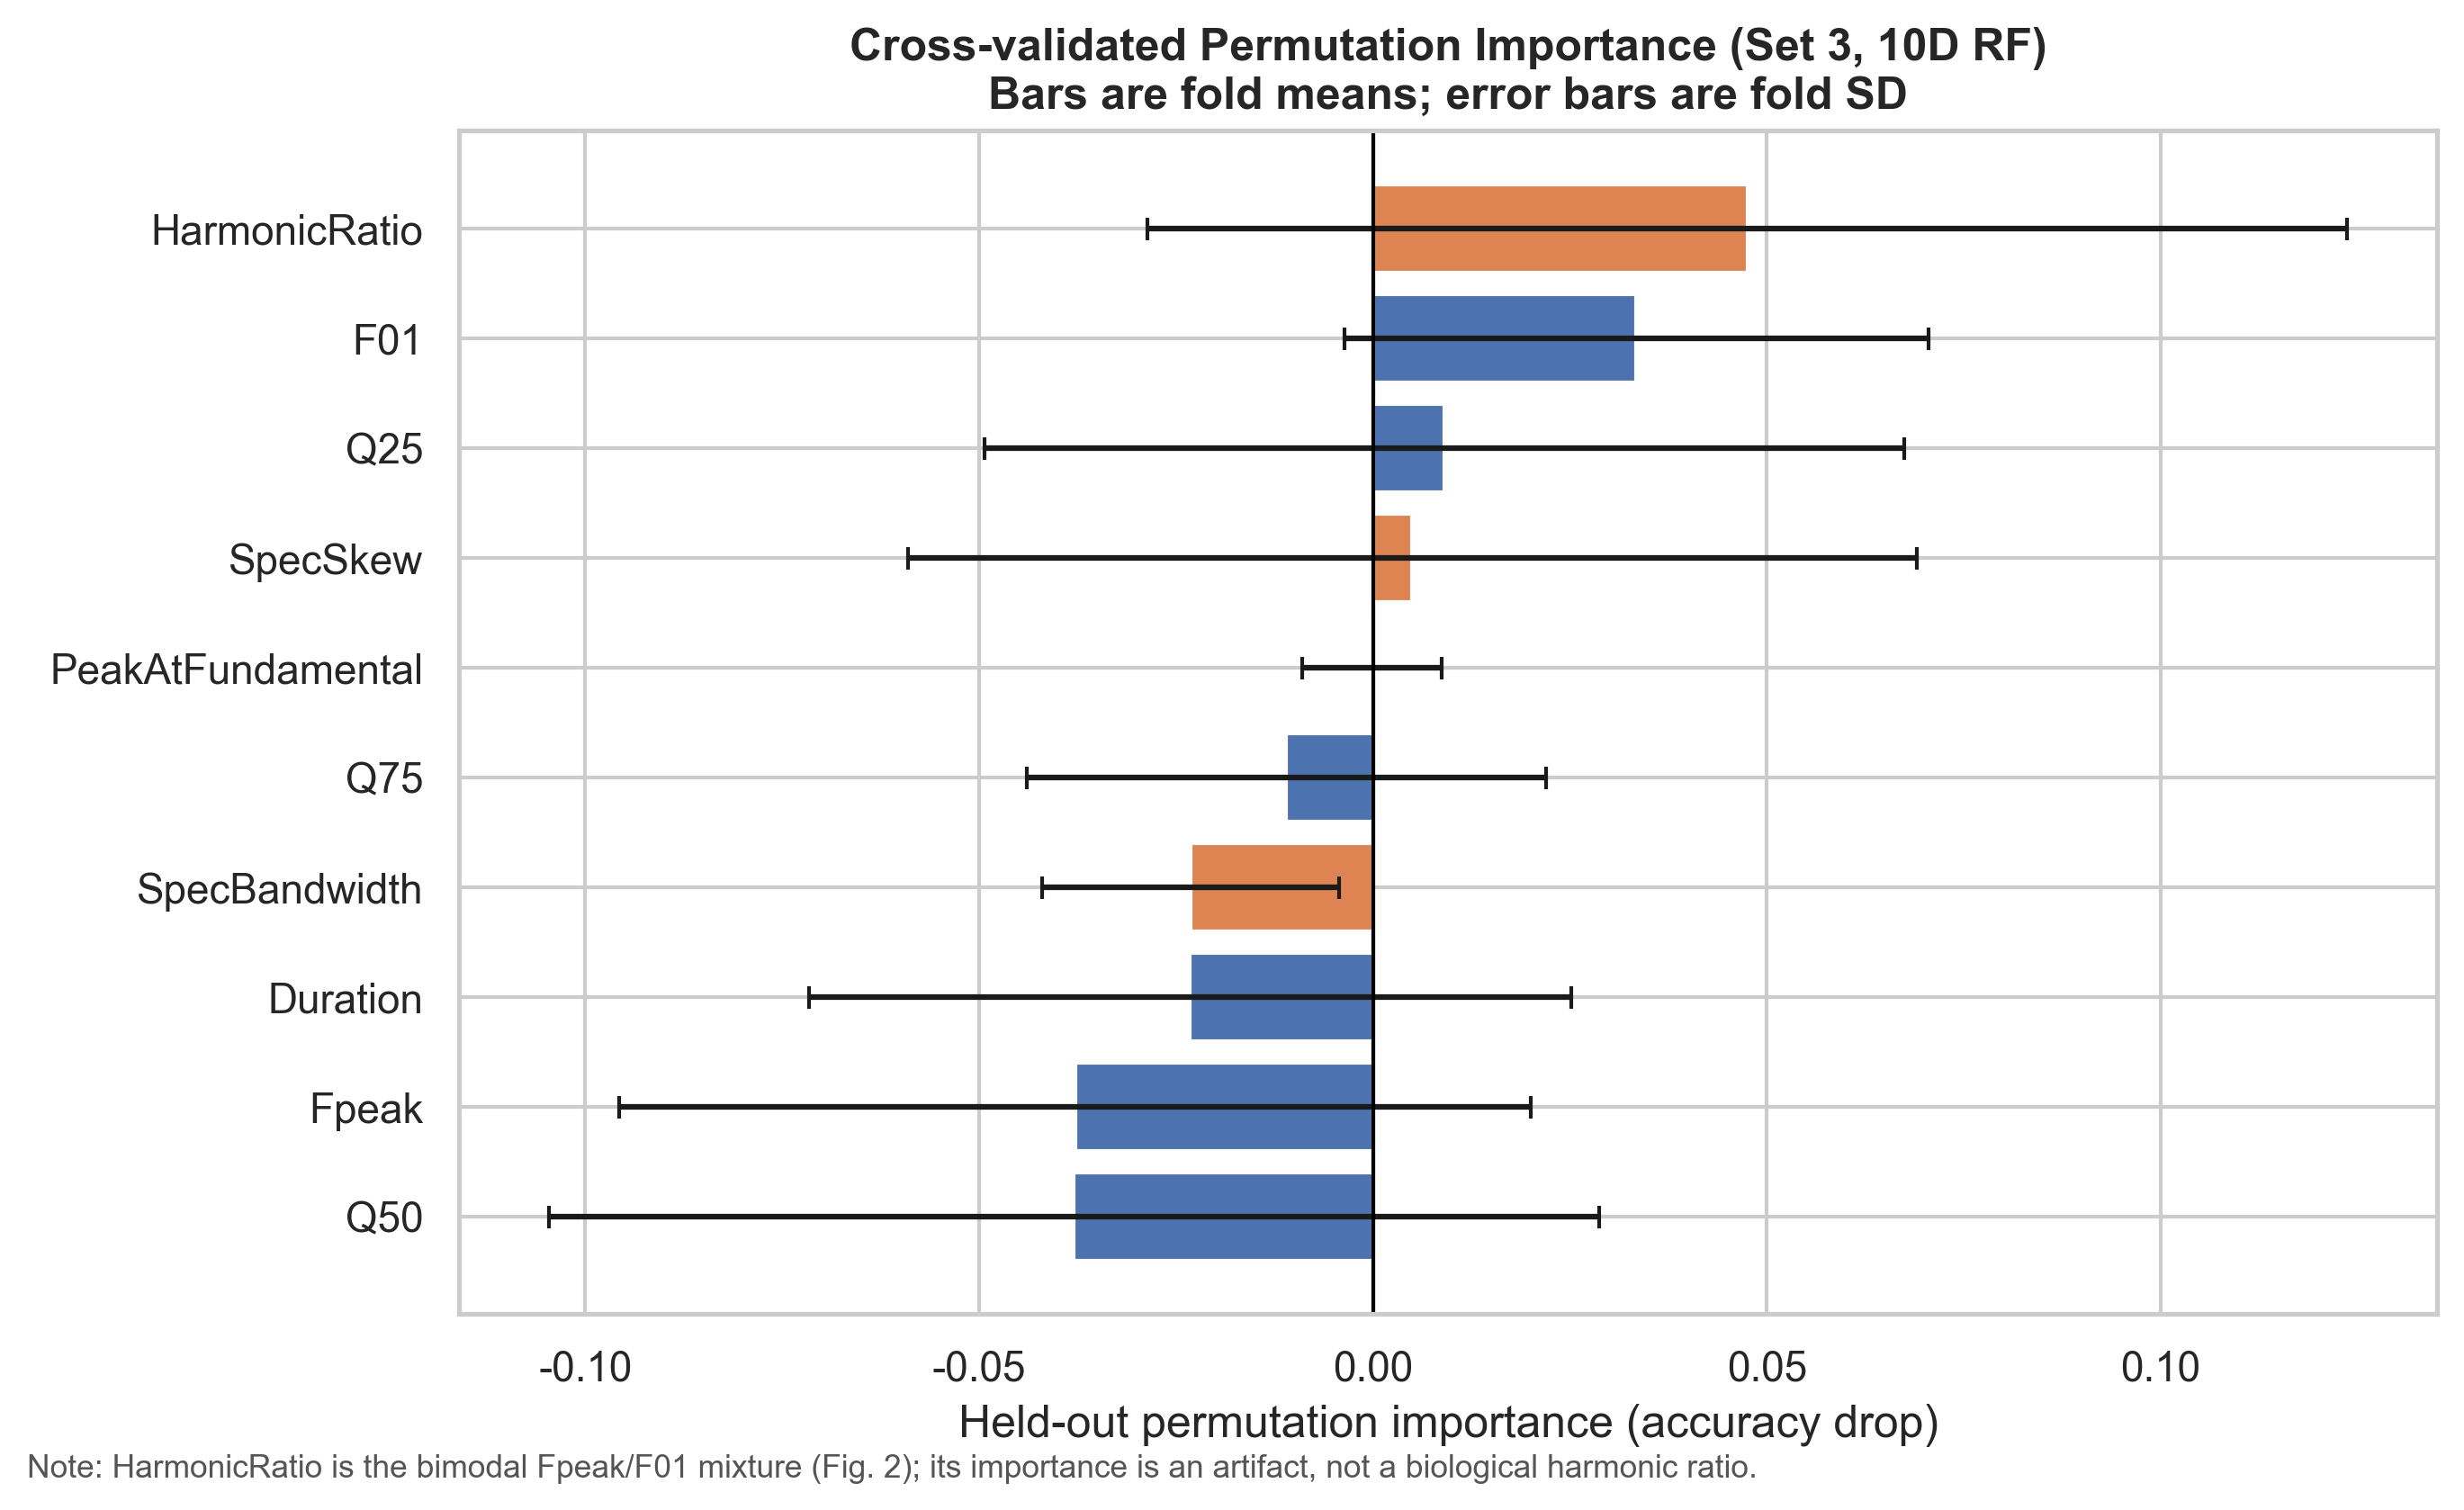 Cross-validated Permutation Importance (Set 3, 10D RF)
Bars are fold means; error bars are fold SD
HarmonicRatio
F01
Q25
SpecSkew
PeakAtFundamental
Q75
SpecBandwidth
Duration
Fpeak
Q50
-0.10 -0.05 0.00 0.05 0.10
Held-out permutation importance (accuracy drop)
Note: HarmonicRatio is the bimodal Fpeak/F01 mixture (Fig. 2); its importance is an artifact, not a biological harmonic ratio.